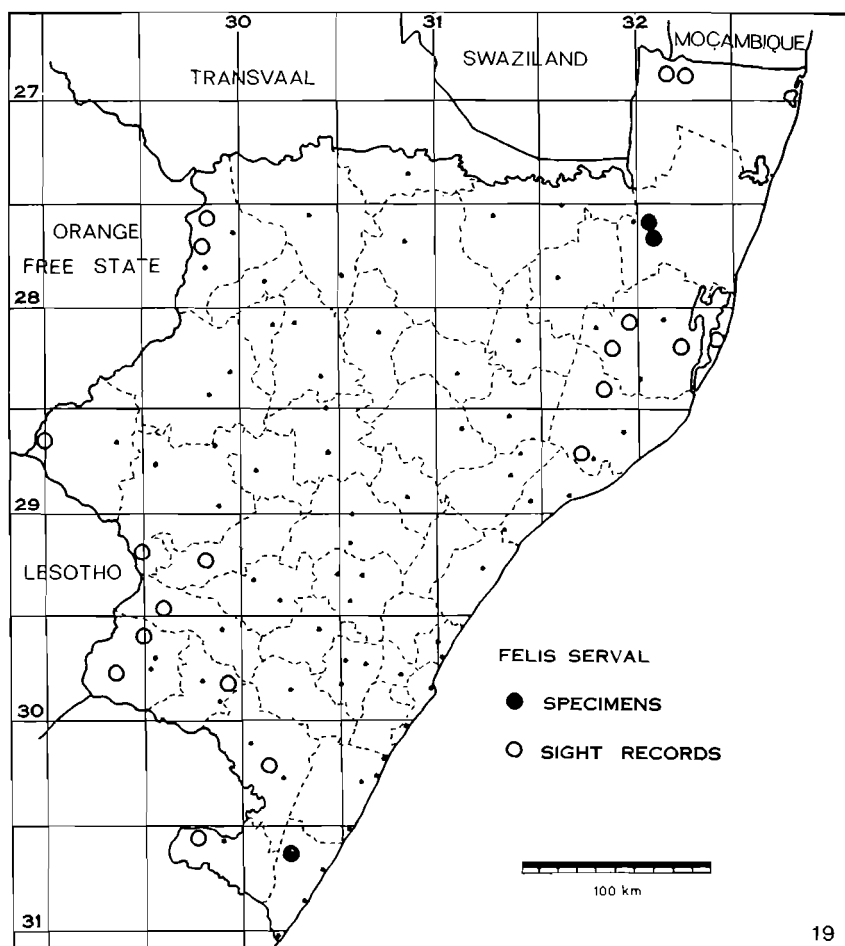 30 31 32
MOÇAMBIQUE
SWAZILAND
TRANSVAAL
27
ORANGE
FREE STATE
28
29
LESOTHO
FELIS SERVAL
SPECIMENS
30
SIGHT RECORDS
100 km
31
19